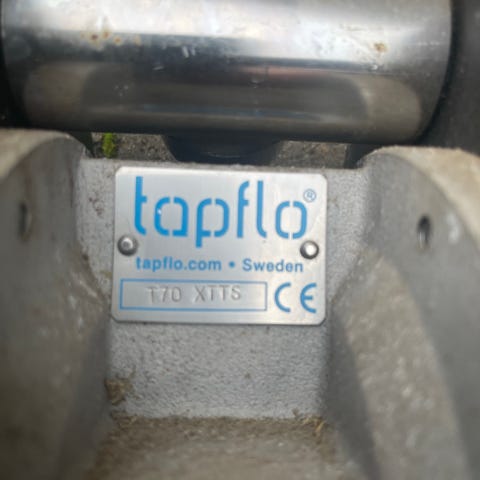 tapflo®
tapflo.com • Sweden
T70 XTTS CE